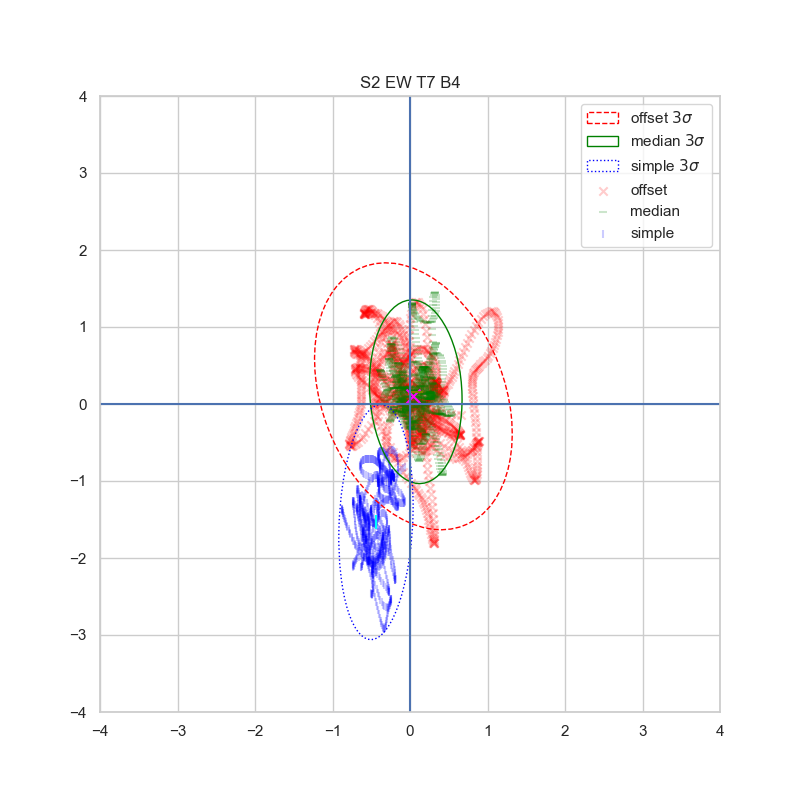 S2 EW T7 B4
offset 3σ
median 3σ
simple 3σ
offset
median
simple
4
3
2
1
0
−1
−2
−3
−4
−4
−3
−2
−1
0
1
2
3
4